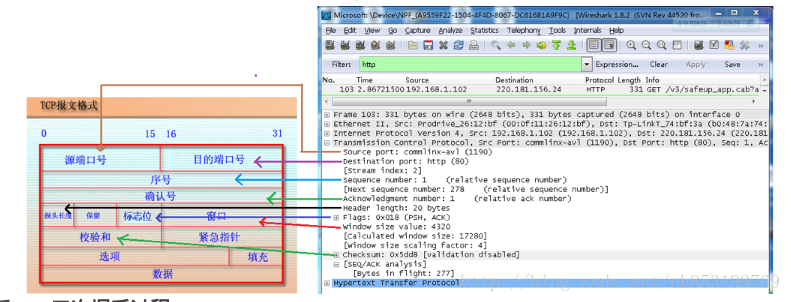 TCP报文格式
0 15 16 31
源端口号 目的端口号
序号
确认号
报头长度 保留 标志位 窗口
校验和 紧急指针
选项 填充
数据
Microsoft: \Device\NPF_{A9559F22-1504-4F4D-8067-DC61681A9F9C} [Wireshark 1.8.2 (SVN Rev 44520 fro...
File Edit View Go Capture Analyze Statistics Telephony Tools Internals Help
Filter: http Expression... Clear Apply Save
No. Time Source Destination Protocol Length Info
103 2.86721500 192.168.1.102 220.181.156.24 HTTP 331 GET /v3/safeup_app.cab?a
Frame 103: 331 bytes on wire (2648 bits), 331 bytes captured (2648 bits) on interface 0
Ethernet II, Src: Prodrive_26:12:bf (00:0f:11:26:12:bf), Dst: Tp-LinkT_74:bf:3a (b0:48:7a:74:
Internet Protocol Version 4, Src: 192.168.1.102 (192.168.1.102), Dst: 220.181.156.24 (220.181
Transmission Control Protocol, Src Port: commlinx-avl (1190), Dst Port: http (80), Seq: 1, Ac
Source port: commlinx-avl (1190)
Destination port: http (80)
[Stream index: 2]
Sequence number: 1 (relative sequence number)
[Next sequence number: 278 (relative sequence number)]
Acknowledgment number: 1 (relative ack number)
Header length: 20 bytes
Flags: 0x018 (PSH, ACK)
Window size value: 4320
[Calculated window size: 17280]
[Window size scaling factor: 4]
Checksum: 0x5dd8 [validation disabled]
[SEQ/ACK analysis]
[Bytes in flight: 277]
Hypertext Transfer Protocol